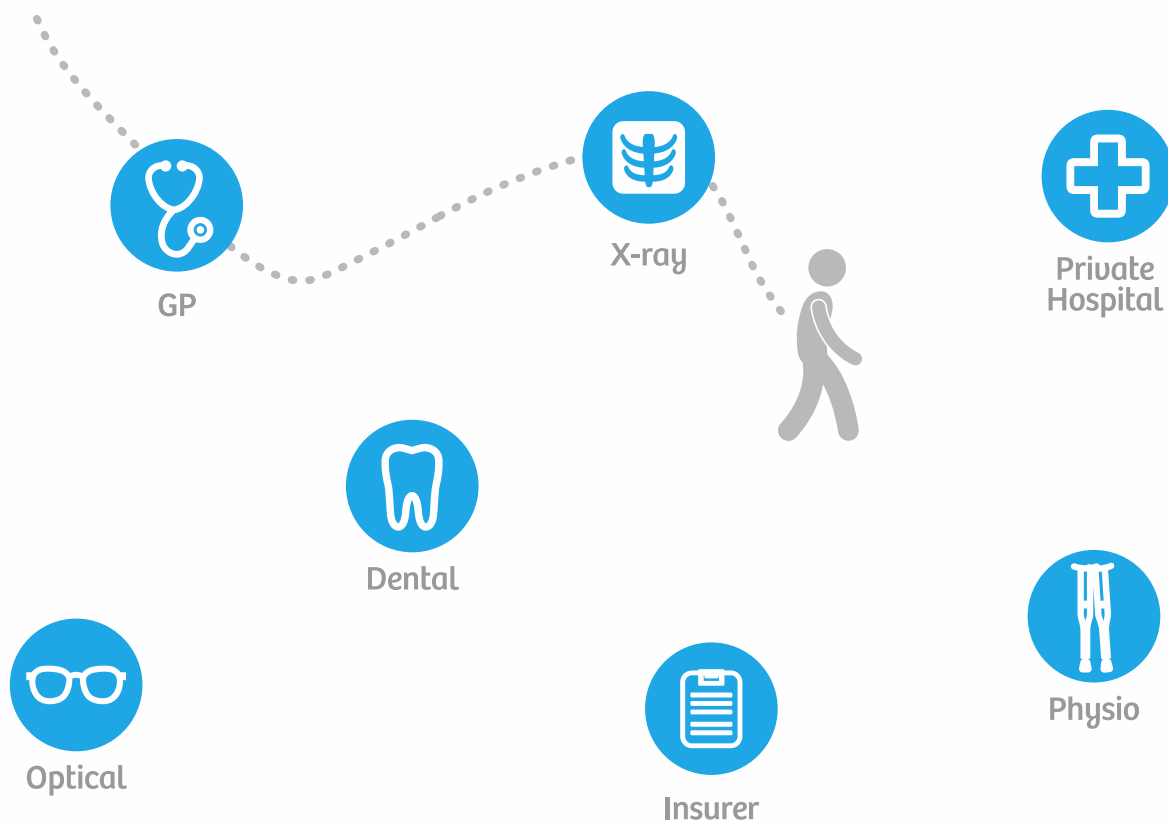 GP
X-ray
Private
Hospital
Dental
Optical
Insurer
Physio